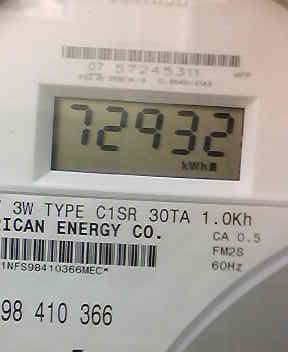 07 57245311
72932
kWh
3W TYPE C1SR 30TA 1.0Kh
RICAN ENERGY CO.
CA 0.5
FM2S
1NFS98410366MEC*
60Hz
98 410 366